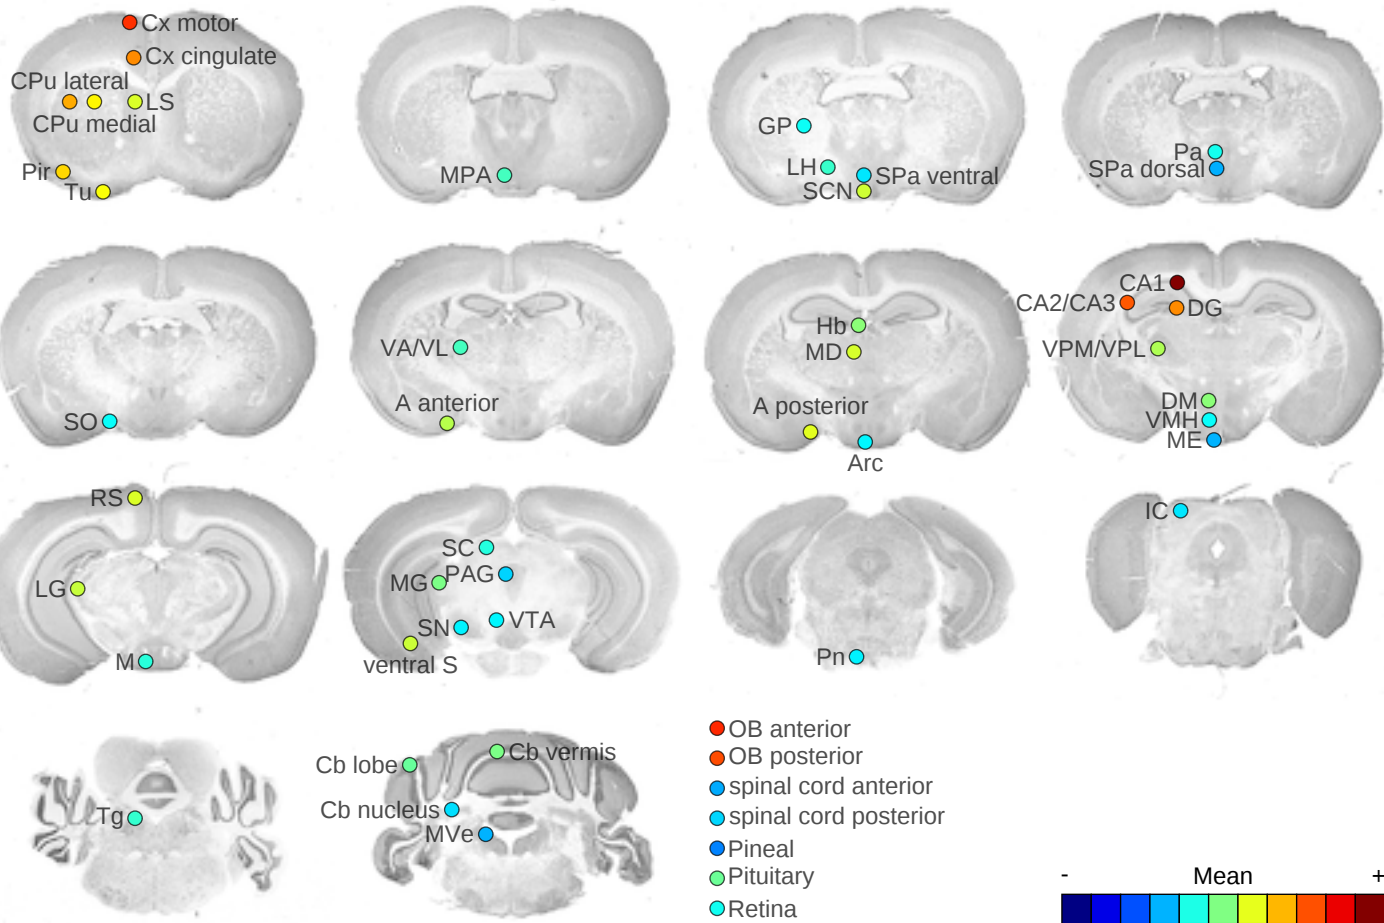 Cx motor
Cx cingulate
CPu lateral
LS
CPu medial
Pir
Tu
MPA
GP
LH
SPa ventral
SCN
Pa
SPa dorsal
SO
VA/VL
A anterior
Hb
MD
A posterior
Arc
CA1
CA2/CA3
DG
VPM/VPL
DM
VMH
ME
RS
LG
M
SC
MG
PAG
SN
VTA
ventral S
Pn
IC
Tg
Cb lobe
Cb vermis
Cb nucleus
MVe
OB anterior
OB posterior
spinal cord anterior
spinal cord posterior
Pineal
Pituitary
Retina
- Mean +